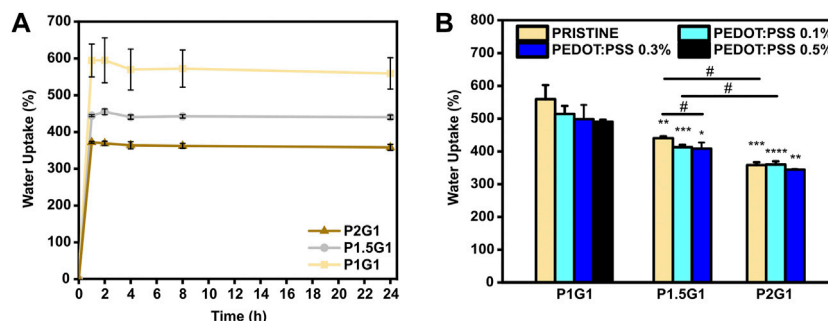 A
Water Uptake (%)
700
600
500
400
300
200
100
0
0 2 4 6 8 10 12 14 16 18 20 22 24
Time (h)
P2G1
P1.5G1
P1G1
B
PRISTINE PEDOT:PSS 0.1%
PEDOT:PSS 0.3% PEDOT:PSS 0.5%
Water Uptake (%)
800
700
600
500
400
300
200
100
0
#
#
#
** *** *
*** **** **
P1G1 P1.5G1 P2G1